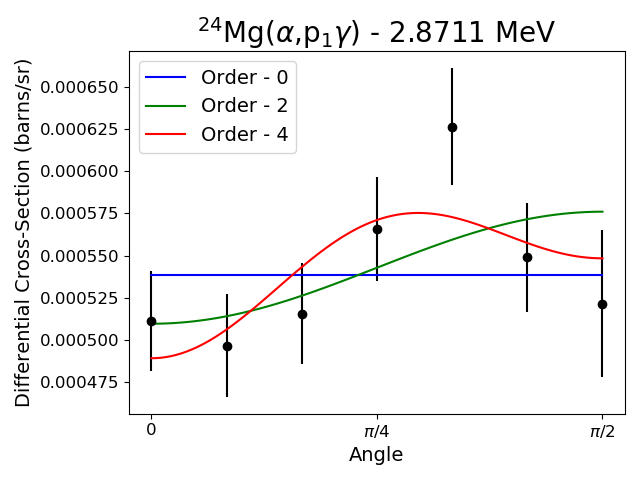 ²⁴Mg(α,p₁γ) - 2.8711 MeV
Differential Cross-Section (barns/sr)
Order - 0
Order - 2
Order - 4
0.000650
0.000625
0.000600
0.000575
0.000550
0.000525
0.000500
0.000475
0
π/4
π/2
Angle